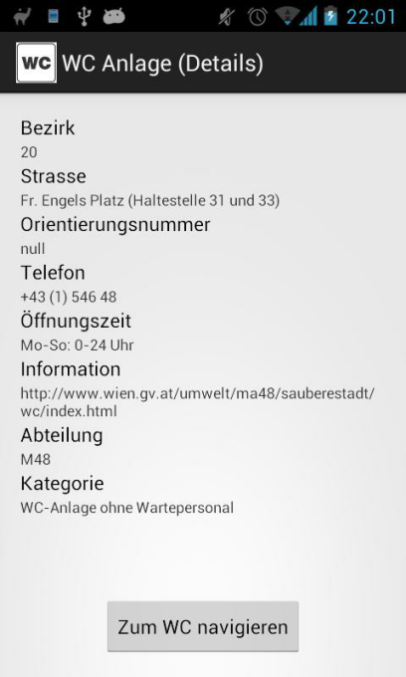 22:01
WC WC Anlage (Details)
Bezirk
20
Strasse
Fr. Engels Platz (Haltestelle 31 und 33)
Orientierungsnummer
null
Telefon
+43 (1) 546 48
Öffnungszeit
Mo-So: 0-24 Uhr
Information
http://www.wien.gv.at/umwelt/ma48/sauberestadt/
wc/index.html
Abteilung
M48
Kategorie
WC-Anlage ohne Wartepersonal
Zum WC navigieren